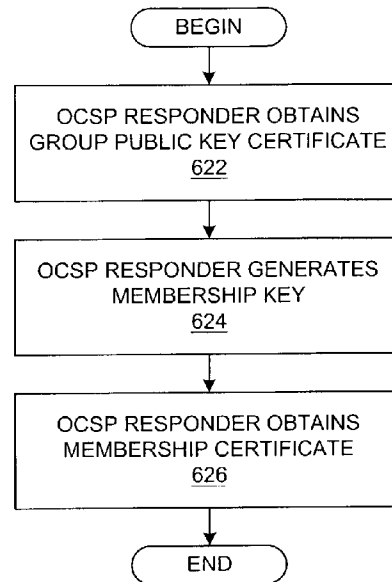 BEGIN
OCSP RESPONDER OBTAINS
GROUP PUBLIC KEY CERTIFICATE
622
OCSP RESPONDER GENERATES
MEMBERSHIP KEY
624
OCSP RESPONDER OBTAINS
MEMBERSHIP CERTIFICATE
626
END